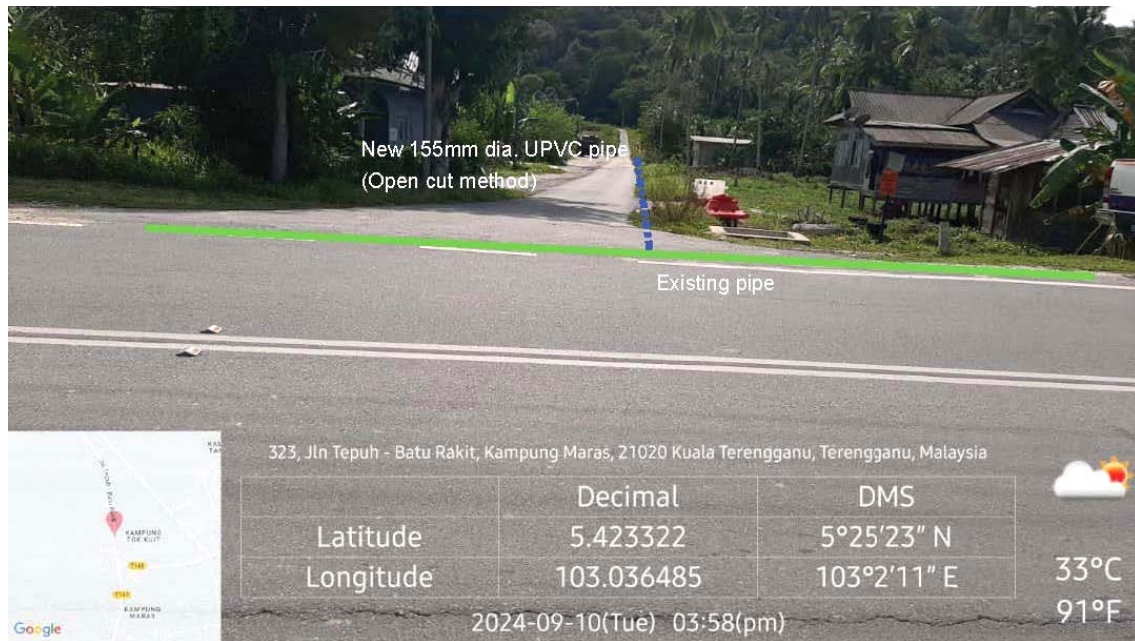 New 155mm dia. UPVC pipe
(Open cut method)
Existing pipe
323, Jln Tepuh - Batu Rakit, Kampung Maras, 21020 Kuala Terengganu, Terengganu, Malaysia
Decimal DMS
Latitude 5.423322 5°25'23" N
Longitude 103.036485 103°2'11" E
33°C
91°F
2024-09-10(Tue) 03:58(pm)
KAMPUNG
TOK KUIT
T145
KAMPUNG
MARAS
Google